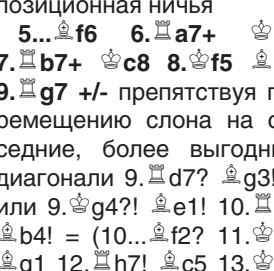 позиционная ничья
5...♗f6 6.♖a7+ ♔
7.♖b7+ ♔c8 8.♔f5 ♗
9.♖g7 +/- препятствуя п
ремещению слона на с
седние, более выгодн
диагонали 9.♖d7? ♗g3!
или 9.♔g4?! ♗e1! 10.♖
♗b4! = (10...♗f2? 11.♔
♗g1 12.♖h7! ♗c5 13.♔